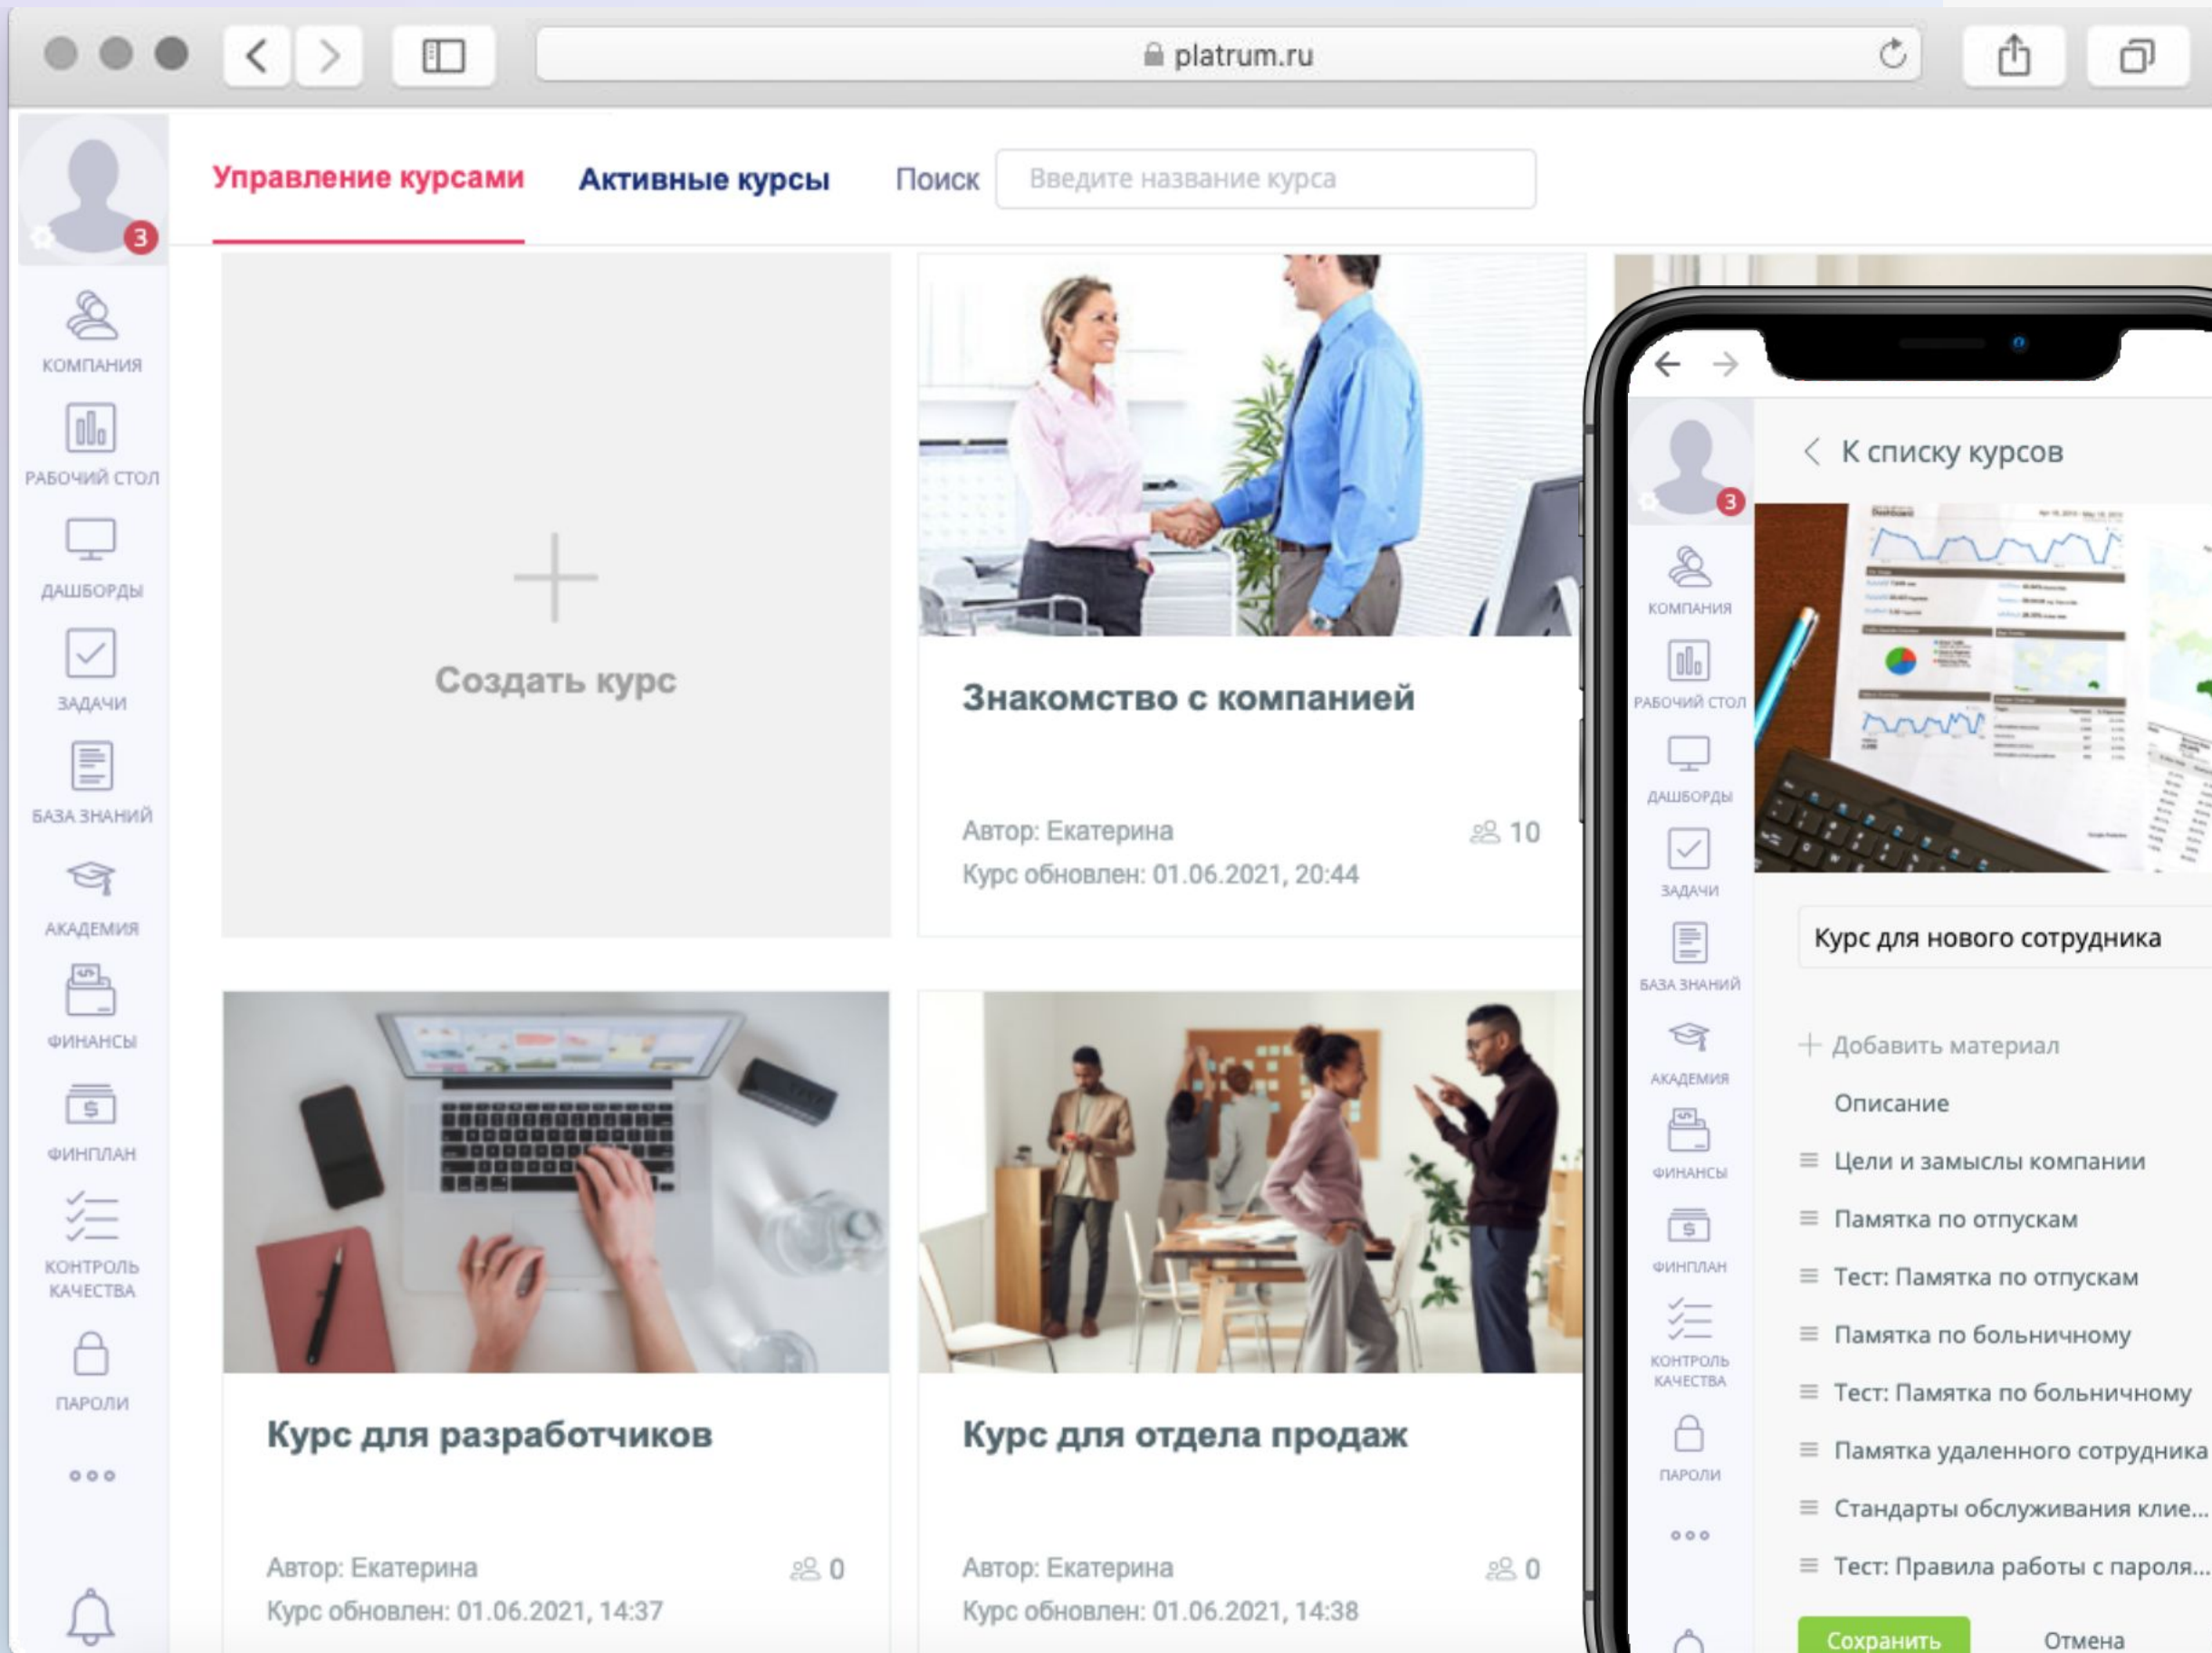 platrum.ru
Управление курсами
Активные курсы
Поиск
Введите название курса
3
КОМПАНИЯ
РАБОЧИЙ СТОЛ
ДАШБОРДЫ
ЗАДАЧИ
БАЗА ЗНАНИЙ
АКАДЕМИЯ
ФИНАНСЫ
ФИНПЛАН
КОНТРОЛЬ
КАЧЕСТВА
ПАРОЛИ
Создать курс
Знакомство с компанией
Автор: Екатерина
10
Курс обновлен: 01.06.2021, 20:44
Курс для разработчиков
Автор: Екатерина
0
Курс обновлен: 01.06.2021, 14:37
Курс для отдела продаж
Автор: Екатерина
0
Курс обновлен: 01.06.2021, 14:38
3
КОМПАНИЯ
РАБОЧИЙ СТОЛ
ДАШБОРДЫ
ЗАДАЧИ
БАЗА ЗНАНИЙ
АКАДЕМИЯ
ФИНАНСЫ
ФИНПЛАН
КОНТРОЛЬ
КАЧЕСТВА
ПАРОЛИ
К списку курсов
Dashboard
Курс для нового сотрудника
Добавить материал
Описание
Цели и замыслы компании
Памятка по отпускам
Тест: Памятка по отпускам
Памятка по больничному
Тест: Памятка по больничному
Памятка удаленного сотрудника
Стандарты обслуживания клие...
Тест: Правила работы с пароля...
Сохранить
Отмена